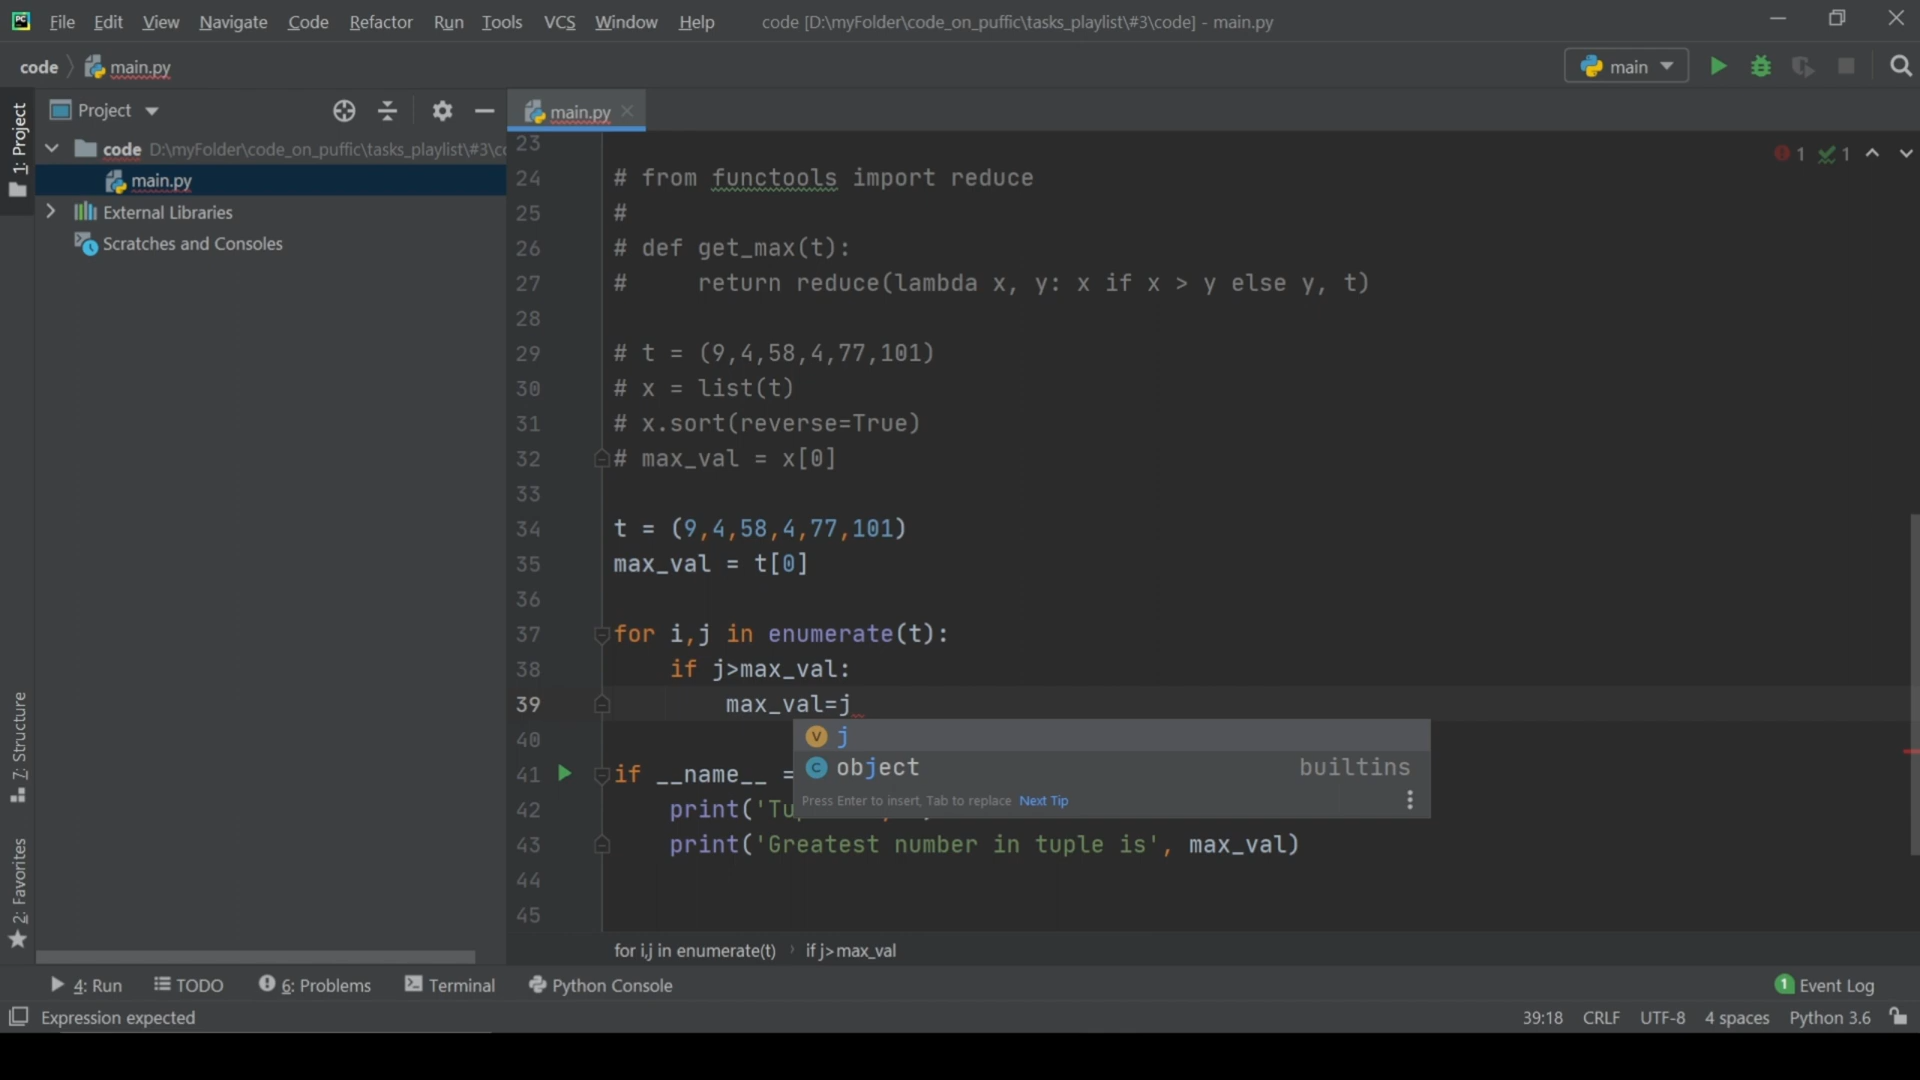 File Edit View Navigate Code Refactor Run Tools VCS Window Help code [D:\myFolder\code_on_puffic\tasks_playlist\#3\code] - main.py
code main.py main
1: Project
Project
main.py
code D:\myFolder\code_on_puffic\tasks_playlist\#3\c
main.py
External Libraries
Scratches and Consoles
1 1
23
24 # from functools import reduce
25 #
26 # def get_max(t):
27 #     return reduce(lambda x, y: x if x > y else y, t)
28
29 # t = (9,4,58,4,77,101)
30 # x = list(t)
31 # x.sort(reverse=True)
32 # max_val = x[0]
33
34 t = (9,4,58,4,77,101)
35 max_val = t[0]
36
37 for i,j in enumerate(t):
38     if j>max_val:
39         max_val=j
40
j
object builtins
Press Enter to insert, Tab to replace Next Tip
41 if __name__ =
42     print('Tu
43     print('Greatest number in tuple is', max_val)
44
45
7: Structure
2: Favorites
for i,j in enumerate(t) › if j>max_val
4: Run TODO 6: Problems Terminal Python Console 1 Event Log
Expression expected 39:18 CRLF UTF-8 4 spaces Python 3.6